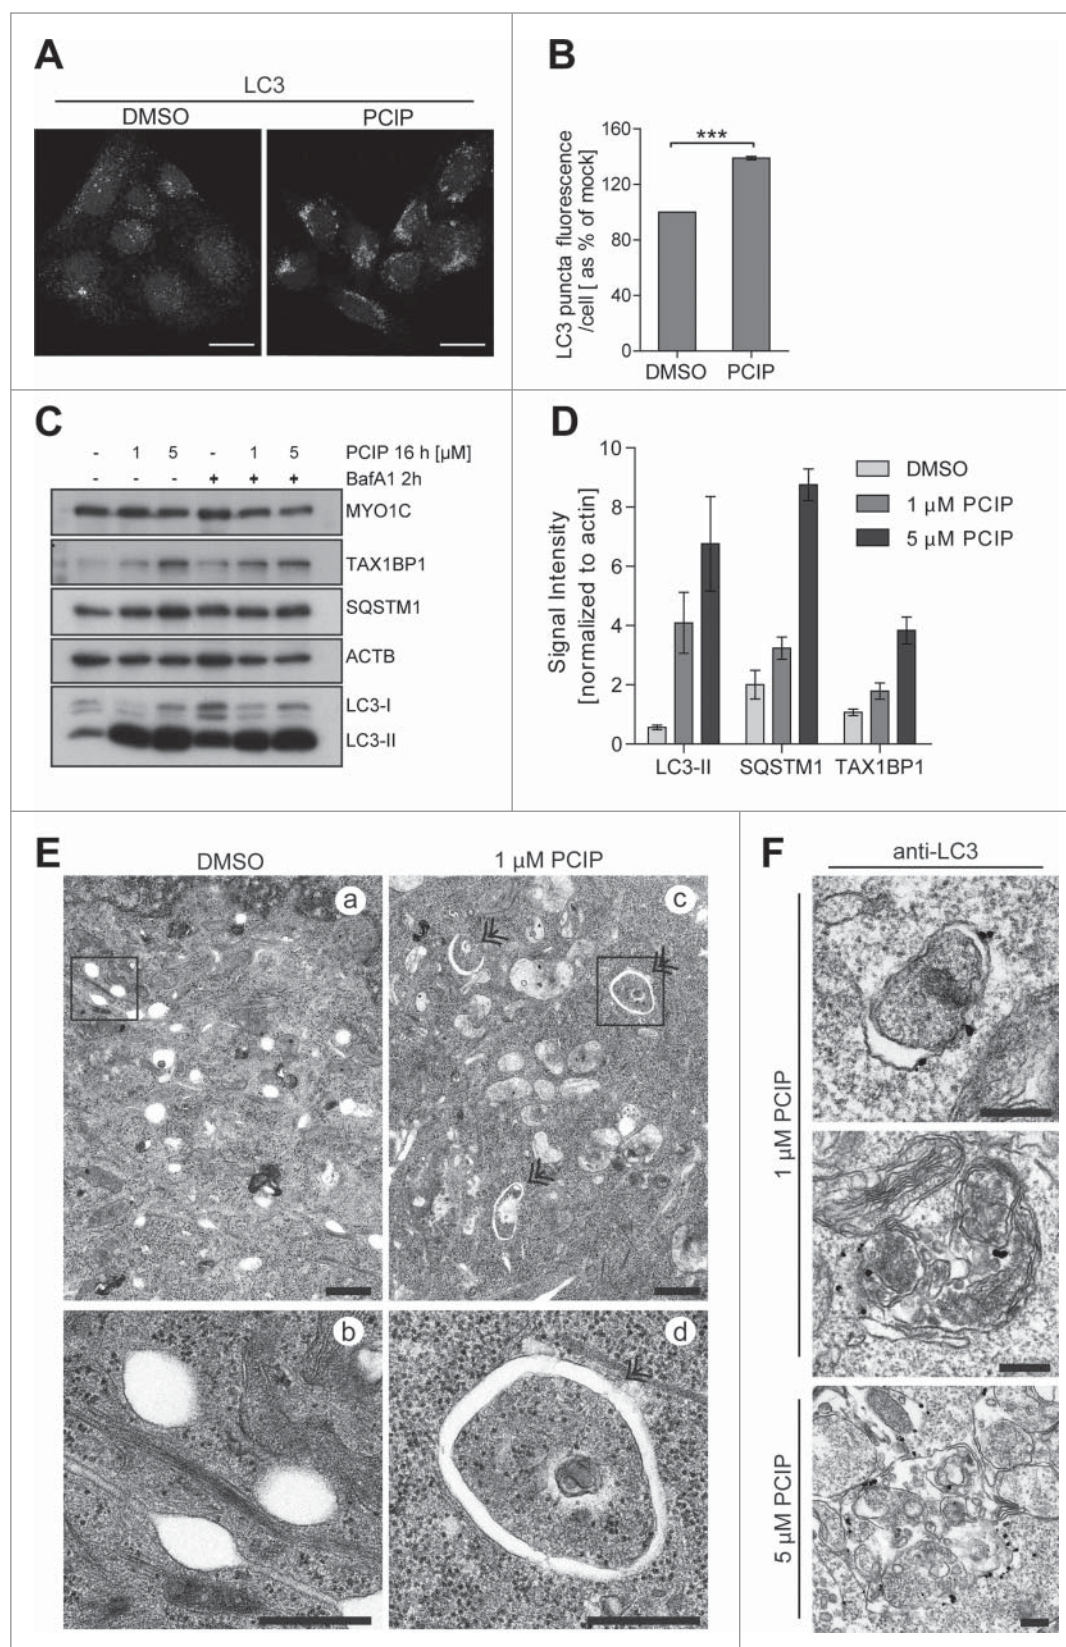 A
LC3
DMSO PCIP
B
LC3 puncta fluorescence
/cell [ as % of mock]
160
120
80
40
0
***
DMSO PCIP
C
- 1 5 - 1 5 PCIP 16 h [µM]
- - - + + + BafA1 2h
MYO1C
TAX1BP1
SQSTM1
ACTB
LC3-I
LC3-II
D
Signal Intensity
[normalized to actin]
10
8
6
4
2
0
DMSO
1 µM PCIP
5 µM PCIP
LC3-II SQSTM1 TAX1BP1
E
DMSO 1 µM PCIP
a
c
b
d
F
anti-LC3
1 µM PCIP
5 µM PCIP